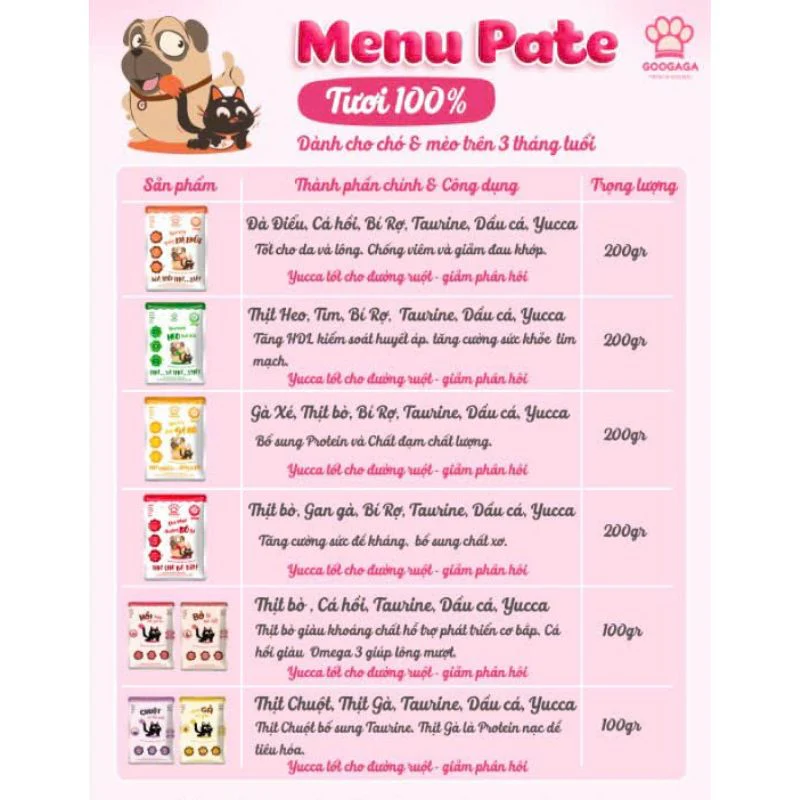 Menu Pate
GOOGAGA
Tươi 100%
Dành cho chó & mèo trên 3 tháng tuổi
Sản phẩm
Thành phần chính & Công dụng
Trọng lượng
Đà Điểu, Cá hồi, Bí Rợ, Taurine, Dầu cá, Yucca
Tốt cho da và lông. Chống viêm và giảm đau khớp.
Yucca tốt cho đường ruột - giảm phân hôi
200gr
Thịt Heo, Tim, Bí Rợ, Taurine, Dầu cá, Yucca
Tăng HDL kiểm soát huyết áp. tăng cường sức khỏe tim
mạch.
Yucca tốt cho đường ruột - giảm phân hôi
200gr
Gà Xé, Thịt bò, Bí Rợ, Taurine, Dầu cá, Yucca
Bổ sung Protein và Chất đạm chất lượng.
Yucca tốt cho đường ruột - giảm phân hôi
200gr
Thịt bò, Gan gà, Bí Rợ, Taurine, Dầu cá, Yucca
Tăng cường sức đề kháng. bổ sung chất xơ.
Yucca tốt cho đường ruột - giảm phân hôi
200gr
HỒI
BÒ
Thịt bò , Cá hồi, Taurine, Dầu cá, Yucca
Thịt bò giàu khoáng chất hỗ trợ phát triển cơ bắp. Cá
hồi giàu Omega 3 giúp lông mượt.
Yucca tốt cho đường ruột - giảm phân hôi
100gr
CHUỘT
GÀ
Thịt Chuột, Thịt Gà, Taurine, Dầu cá, Yucca
Thịt Chuột bổ sung Taurine. Thịt Gà là Protein nạc dễ
tiêu hóa.
Yucca tốt cho đường ruột - giảm phân hôi
100gr